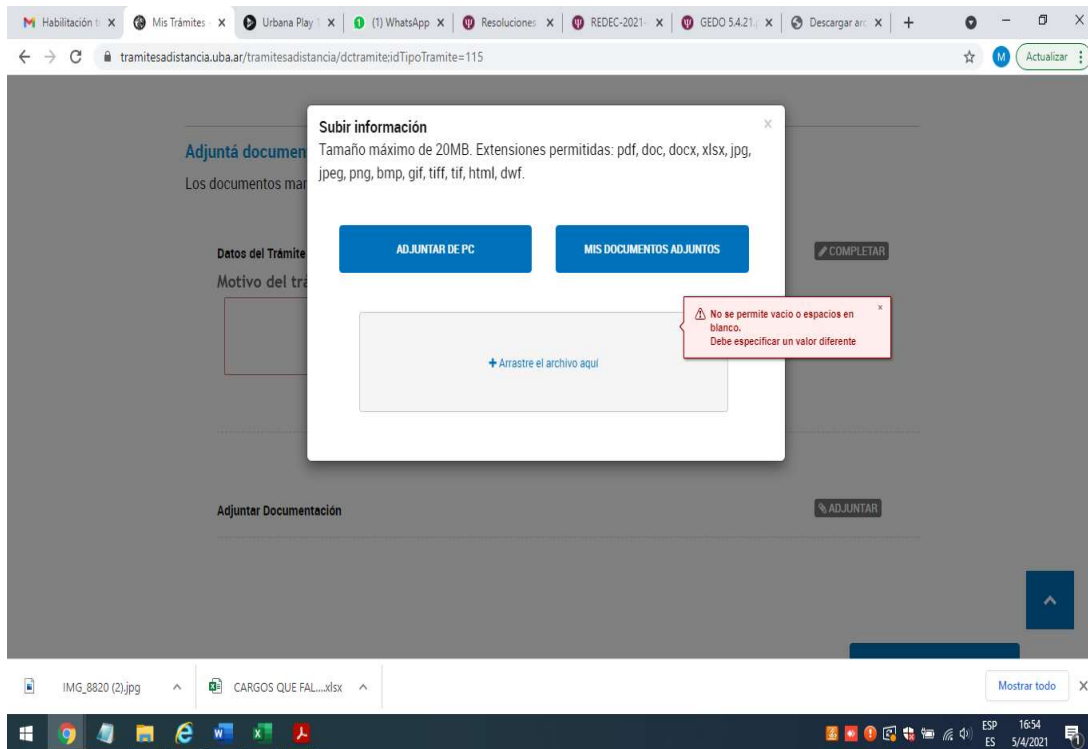 Habilitación t
Mis Trámites -
Urbana Play 1
(1) WhatsApp
Resoluciones
REDEC-2021-
GEDO 5.4.21.
Descargar arc
tramitesadistancia.uba.ar/tramitesadistancia/dctramite;idTipoTramite=115
M
Actualizar
Subir información
Tamaño máximo de 20MB. Extensiones permitidas: pdf, doc, docx, xlsx, jpg,
jpeg, png, bmp, gif, tiff, tif, html, dwf.
Adjuntá documen
Los documentos mar
ADJUNTAR DE PC
MIS DOCUMENTOS ADJUNTOS
Datos del Trámite
COMPLETAR
Motivo del trá
No se permite vacio o espacios en
blanco.
Debe especificar un valor diferente
+ Arrastre el archivo aquí
Adjuntar Documentación
ADJUNTAR
IMG_8820 (2).jpg
CARGOS QUE FAL....xlsx
Mostrar todo
ESP
ES
16:54
5/4/2021